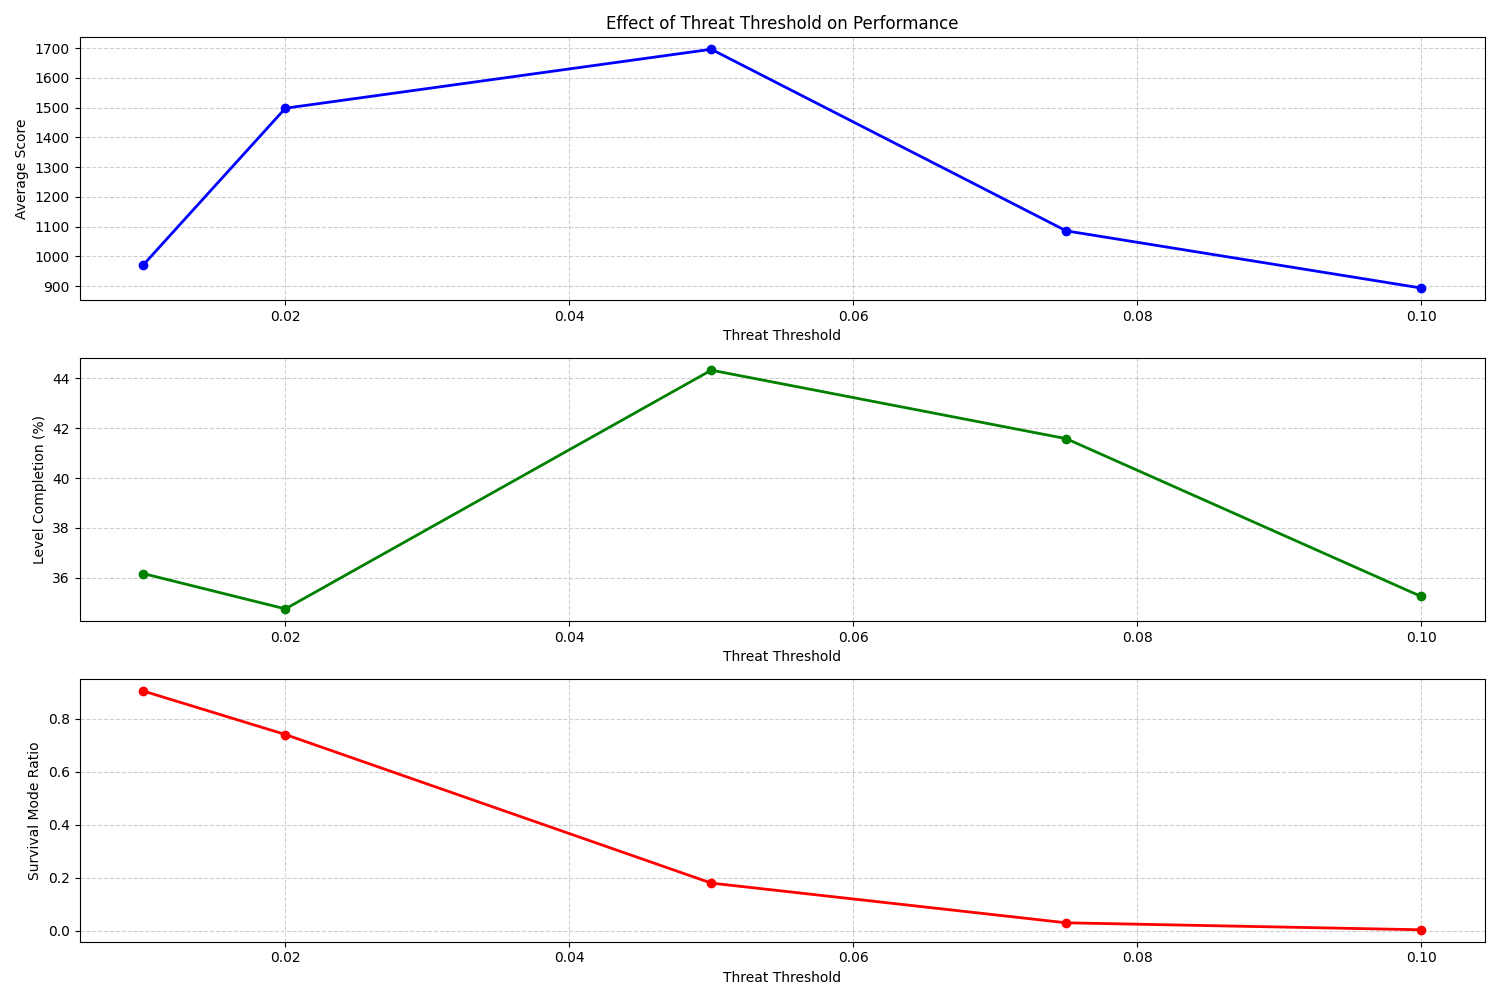 Effect of Threat Threshold on Performance
Average Score
1700
1600
1500
1400
1300
1200
1100
1000
900
0.02 0.04 0.06 0.08 0.10
Threat Threshold
Level Completion (%)
44
42
40
38
36
0.02 0.04 0.06 0.08 0.10
Threat Threshold
Survival Mode Ratio
0.8
0.6
0.4
0.2
0.0
0.02 0.04 0.06 0.08 0.10
Threat Threshold